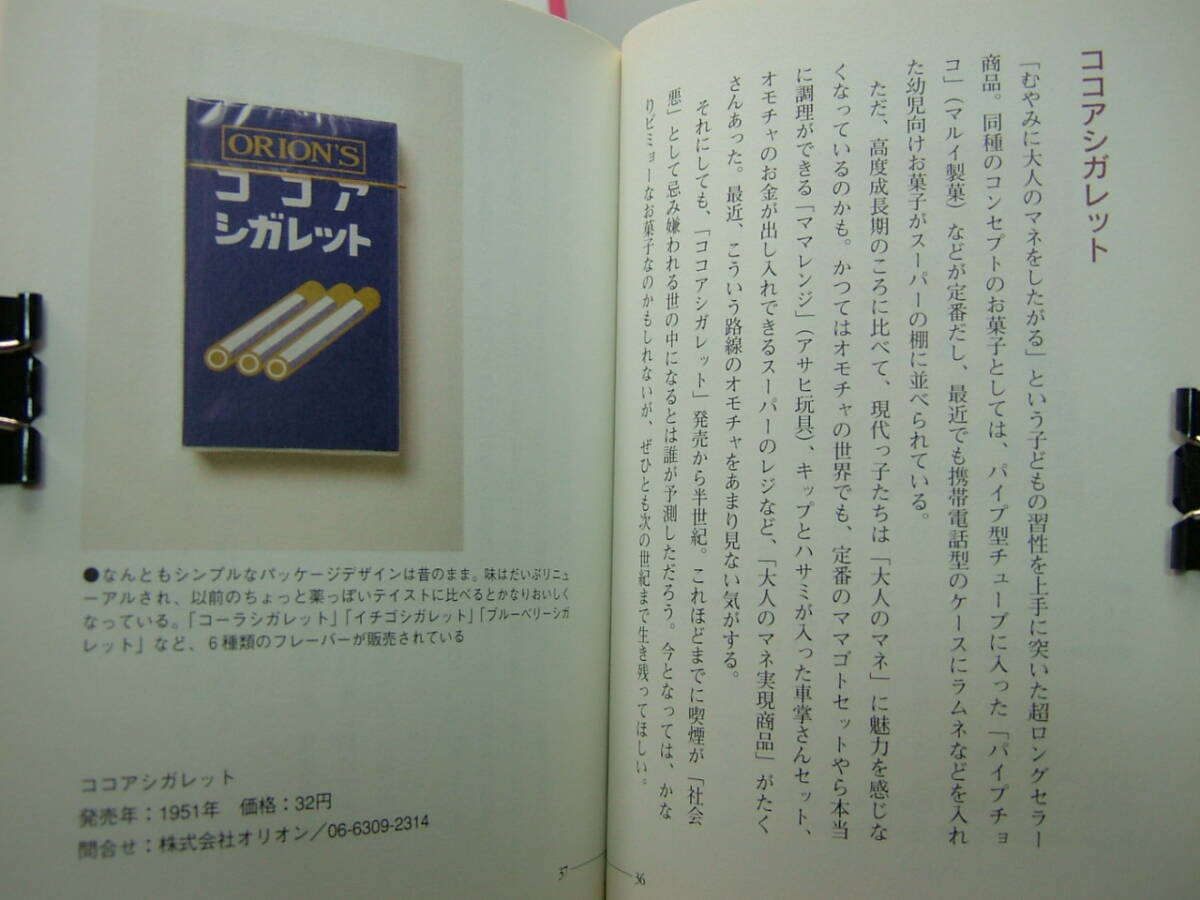 ココアシガレット
「むやみに大人のマネをしたがる」という子どもの習性を上手に突いた超ロングセラー
商品。同種のコンセプトのお菓子としては、パイプ型チューブに入った「パイプチョ
コ」（マルイ製菓）などが定番だし、最近でも携帯電話型のケースにラムネなどを入れ
た幼児向けお菓子がスーパーの棚に並べられている。
ただ、高度成長期のころに比べて、現代っ子たちは「大人のマネ」に魅力を感じな
くなっているのかも。かつてはオモチャの世界でも、定番のママゴトセットやら本当
に調理ができる「ママレンジ」（アサヒ玩具）、キップとハサミが入った車掌さんセット、
オモチャのお金が出し入れできるスーパーのレジなど、「大人のマネ実現商品」がたく
さんあった。最近、こういう路線のオモチャをあまり見ない気がする。
それにしても、「ココアシガレット」発売から半世紀。これほどまでに喫煙が「社会
悪」として忌み嫌われる世の中になるとは誰が予測しただろう。今となっては、かな
りビミョーなお菓子なのかもしれないが、ぜひとも次の世紀まで生き残ってほしい。
36
ORION'S
ココア
シガレット
●なんともシンプルなパッケージデザインは昔のまま。味はだいぶリニュ
ーアルされ、以前のちょっと薬っぽいテイストに比べるとかなりおいしく
なっている。「コーラシガレット」「イチゴシガレット」「ブルーベリーシガ
レット」など、6種類のフレーバーが販売されている
ココアシガレット
発売年：1951年　価格：32円
問合せ：株式会社オリオン／06-6309-2314
37